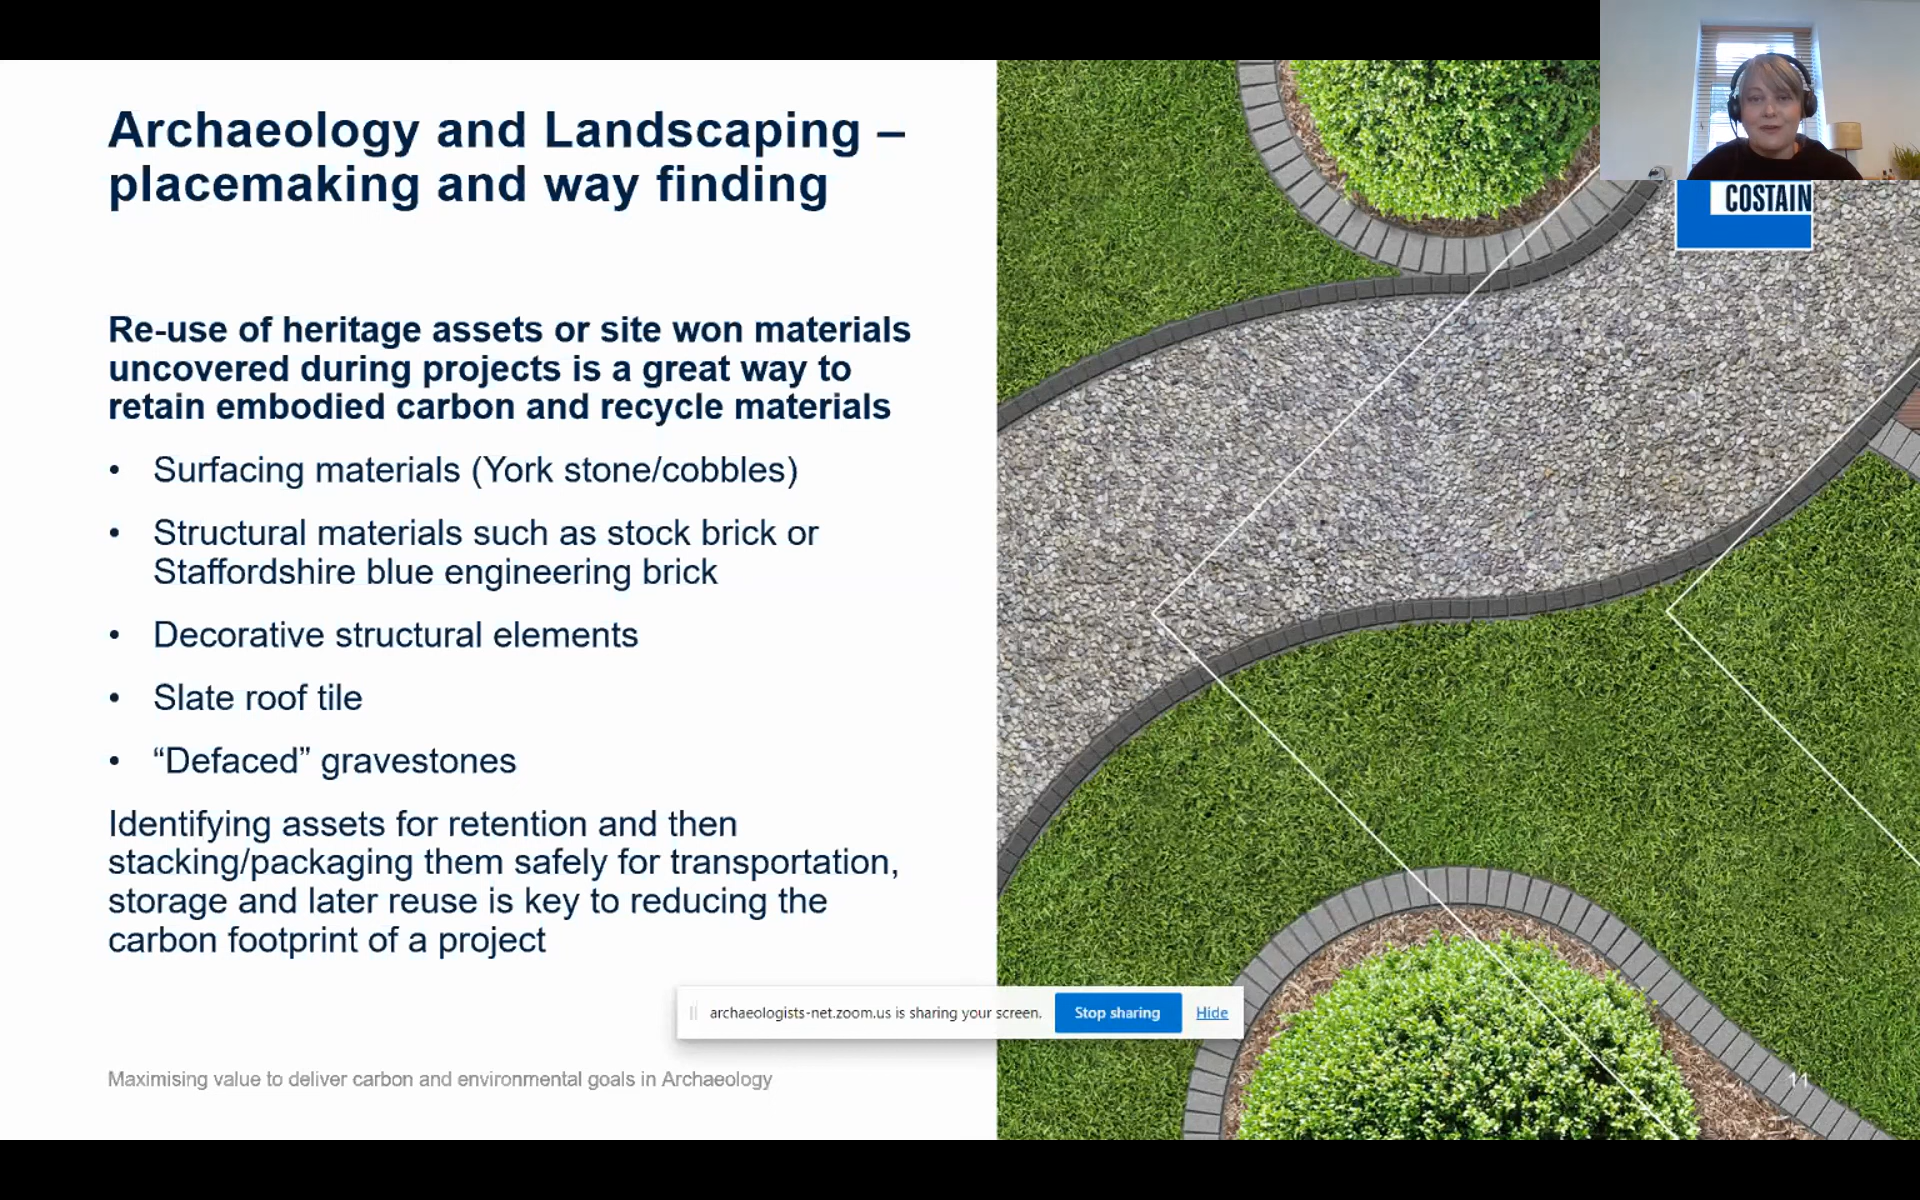 Archaeology and Landscaping –
placemaking and way finding
COSTAIN
Re-use of heritage assets or site won materials
uncovered during projects is a great way to
retain embodied carbon and recycle materials
• Surfacing materials (York stone/cobbles)
• Structural materials such as stock brick or
Staffordshire blue engineering brick
• Decorative structural elements
• Slate roof tile
• “Defaced” gravestones
Identifying assets for retention and then
stacking/packaging them safely for transportation,
storage and later reuse is key to reducing the
carbon footprint of a project
archaeologists-net.zoom.us is sharing your screen. Stop sharing Hide
Maximising value to deliver carbon and environmental goals in Archaeology
11